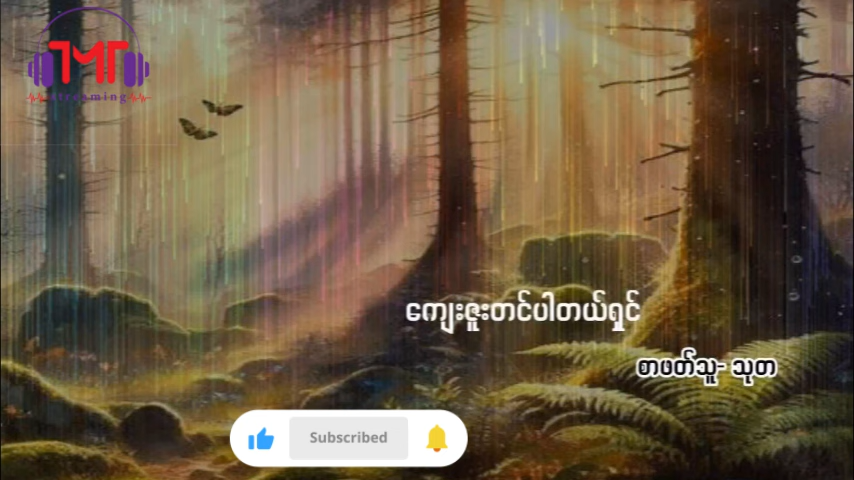 TMT
streaming
ကျေးဇူးတင်ပါတယ်ရှင်
စာဖတ်သူ- သုတ
Subscribed